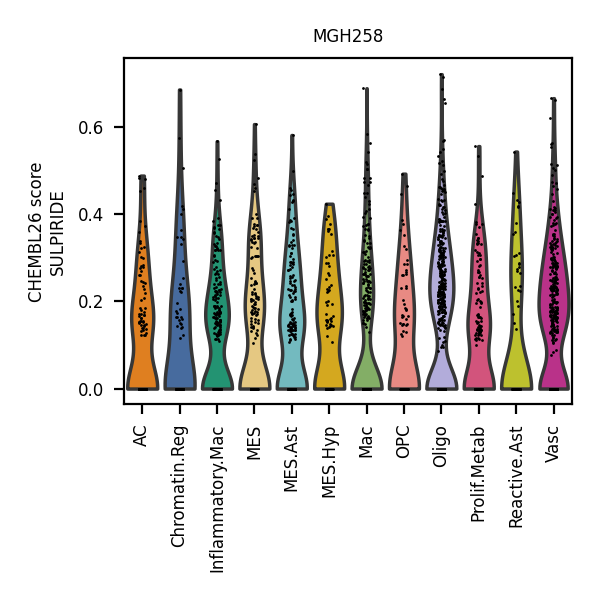 MGH258
CHEMBL26 score
SULPIRIDE
0.6
0.4
0.2
0.0
AC
Chromatin.Reg
Inflammatory.Mac
MES
MES.Ast
MES.Hyp
Mac
OPC
Oligo
Prolif.Metab
Reactive.Ast
Vasc